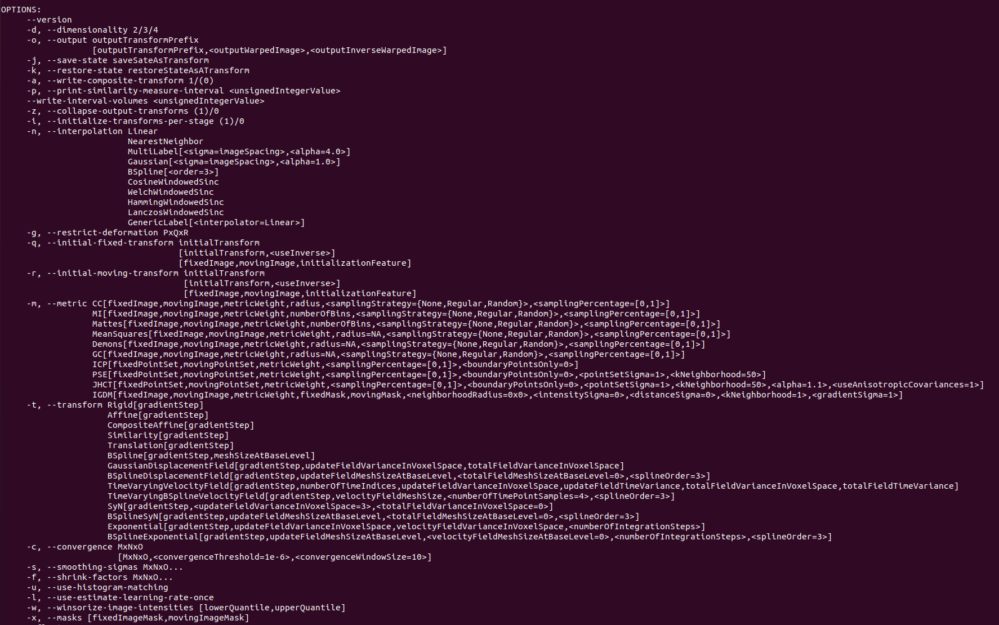 OPTIONS:
--version
-d, --dimensionality 2/3/4
-o, --output outputTransformPrefix
[outputTransformPrefix,<outputWarpedImage>,<outputInverseWarpedImage>]
-j, --save-state saveSateAsTransform
-k, --restore-state restoreStateAsATransform
-a, --write-composite-transform 1/(0)
-p, --print-similarity-measure-interval <unsignedIntegerValue>
--write-interval-volumes <unsignedIntegerValue>
-z, --collapse-output-transforms (1)/0
-i, --initialize-transforms-per-stage (1)/0
-n, --interpolation Linear
NearestNeighbor
MultiLabel[<sigma=imageSpacing>,<alpha=4.0>]
Gaussian[<sigma=imageSpacing>,<alpha=1.0>]
BSpline[<order=3>]
CosineWindowedSinc
WelchWindowedSinc
HammingWindowedSinc
LanczosWindowedSinc
GenericLabel[<interpolator=Linear>]
-g, --restrict-deformation PxQxR
-q, --initial-fixed-transform initialTransform
[initialTransform,<useInverse>]
[fixedImage,movingImage,initializationFeature]
-r, --initial-moving-transform initialTransform
[initialTransform,<useInverse>]
[fixedImage,movingImage,initializationFeature]
-m, --metric CC[fixedImage,movingImage,metricWeight,radius,<samplingStrategy={None,Regular,Random}>,<samplingPercentage=[0,1]>]
MI[fixedImage,movingImage,metricWeight,numberOfBins,<samplingStrategy={None,Regular,Random}>,<samplingPercentage=[0,1]>]
Mattes[fixedImage,movingImage,metricWeight,numberOfBins,<samplingStrategy={None,Regular,Random}>,<samplingPercentage=[0,1]>]
MeanSquares[fixedImage,movingImage,metricWeight,radius=NA,<samplingStrategy={None,Regular,Random}>,<samplingPercentage=[0,1]>]
Demons[fixedImage,movingImage,metricWeight,radius=NA,<samplingStrategy={None,Regular,Random}>,<samplingPercentage=[0,1]>]
GC[fixedImage,movingImage,metricWeight,radius=NA,<samplingStrategy={None,Regular,Random}>,<samplingPercentage=[0,1]>]
ICP[fixedPointSet,movingPointSet,metricWeight,<samplingPercentage=[0,1]>,<boundaryPointsOnly=0>]
PSE[fixedPointSet,movingPointSet,metricWeight,<samplingPercentage=[0,1]>,<boundaryPointsOnly=0>,<pointSetSigma=1>,<kNeighborhood=50>]
JHCT[fixedPointSet,movingPointSet,metricWeight,<samplingPercentage=[0,1]>,<boundaryPointsOnly=0>,<pointSetSigma=1>,<kNeighborhood=50>,<alpha=1.1>,<useAnisotropicCovariances=1>]
IGDM[fixedImage,movingImage,metricWeight,fixedMask,movingMask,<neighborhoodRadius=0x0>,<intensitySigma=0>,<distanceSigma=0>,<kNeighborhood=1>,<gradientSigma=1>]
-t, --transform Rigid[gradientStep]
Affine[gradientStep]
CompositeAffine[gradientStep]
Similarity[gradientStep]
Translation[gradientStep]
BSpline[gradientStep,meshSizeAtBaseLevel]
GaussianDisplacementField[gradientStep,updateFieldVarianceInVoxelSpace,totalFieldVarianceInVoxelSpace]
BSplineDisplacementField[gradientStep,updateFieldMeshSizeAtBaseLevel,<totalFieldMeshSizeAtBaseLevel=0>,<splineOrder=3>]
TimeVaryingVelocityField[gradientStep,numberOfTimeIndices,updateFieldVarianceInVoxelSpace,updateFieldTimeVariance,totalFieldVarianceInVoxelSpace,totalFieldTimeVariance]
TimeVaryingBSplineVelocityField[gradientStep,velocityFieldMeshSize,<numberOfTimePointSamples=4>,<splineOrder=3>]
SyN[gradientStep,<updateFieldVarianceInVoxelSpace=3>,<totalFieldVarianceInVoxelSpace=0>]
BSplineSyN[gradientStep,updateFieldMeshSizeAtBaseLevel,<totalFieldMeshSizeAtBaseLevel=0>,<splineOrder=3>]
Exponential[gradientStep,updateFieldVarianceInVoxelSpace,velocityFieldVarianceInVoxelSpace,<numberOfIntegrationSteps>]
BSplineExponential[gradientStep,updateFieldMeshSizeAtBaseLevel,<velocityFieldMeshSizeAtBaseLevel=0>,<numberOfIntegrationSteps>,<splineOrder=3>]
-c, --convergence MxNxO
[MxNxO,<convergenceThreshold=1e-6>,<convergenceWindowSize=10>]
-s, --smoothing-sigmas MxNxO...
-f, --shrink-factors MxNxO...
-u, --use-histogram-matching
-l, --use-estimate-learning-rate-once
-w, --winsorize-image-intensities [lowerQuantile,upperQuantile]
-x, --masks [fixedImageMask,movingImageMask]